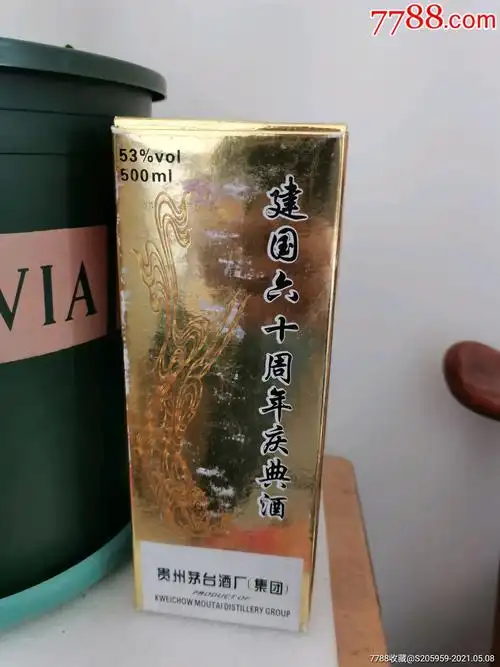 7788.com
53%vol
500ml
建国六十周年庆典酒
VIA
贵州茅台酒厂(集团)
PRODUCT OF
KWEICHOW MOUTAI DISTILLERY GROUP
7788收藏@S205959-2021.05.08